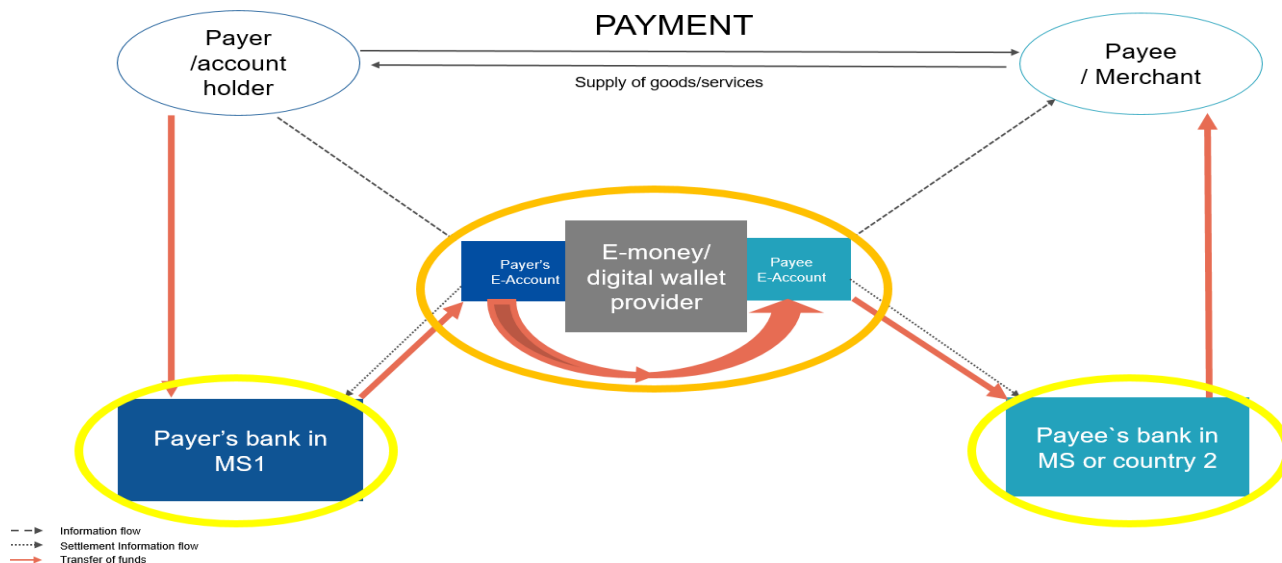 PAYMENT
Payer
/account
holder
Payee
/ Merchant
Supply of goods/services
Payer's
E-Account
E-money/
digital wallet
provider
Payee
E-Account
Payer’s bank in
MS1
Payee`s bank in
MS or country 2
Information flow
Settlement Information flow
Transfer of funds